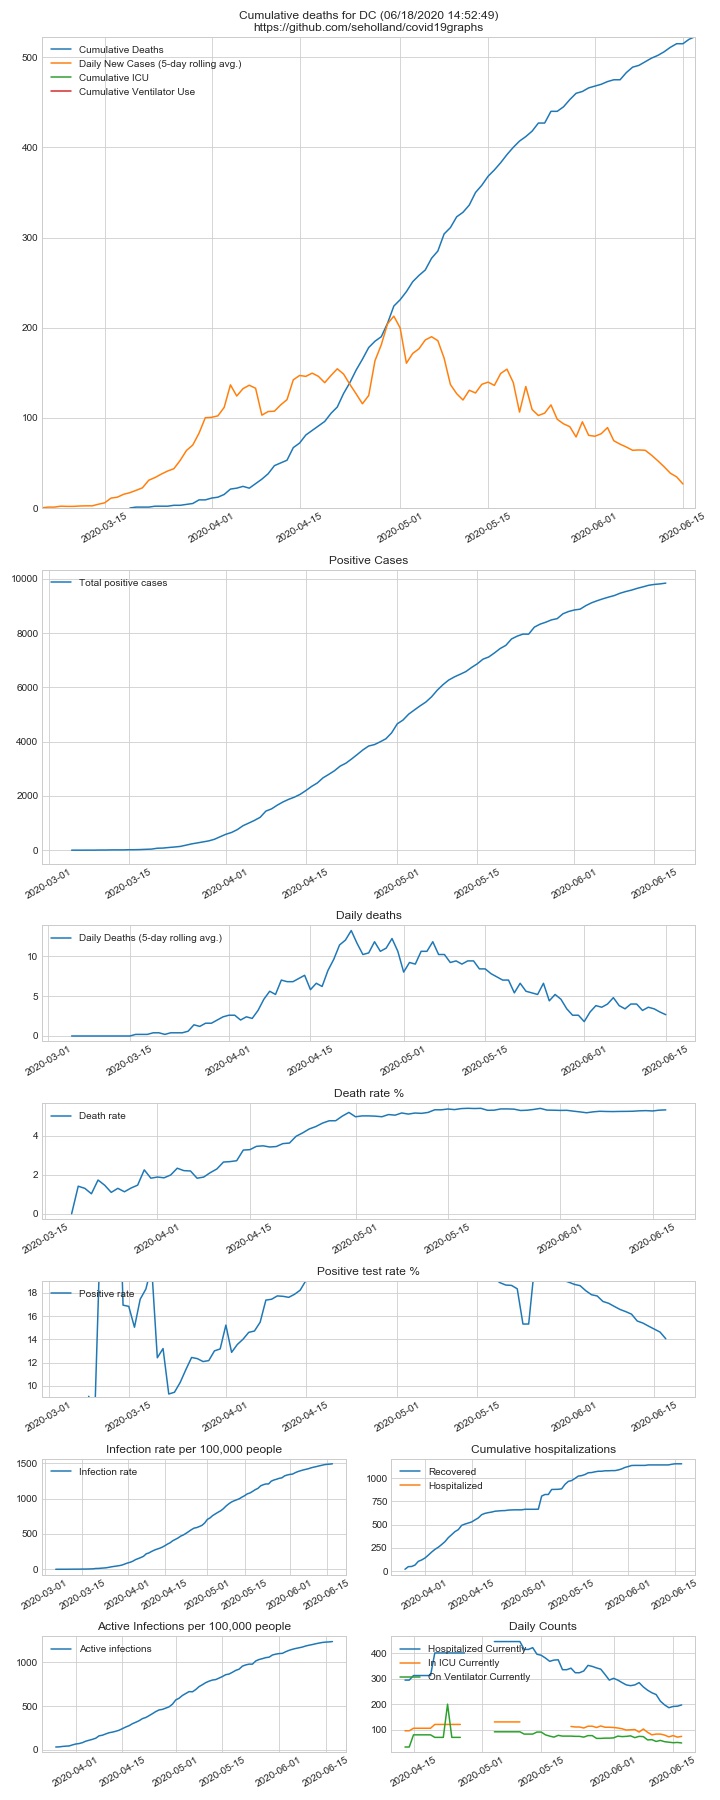 Cumulative deaths for DC (06/18/2020 14:52:49)
https://github.com/seholland/covid19graphs
500
400
300
200
100
0
Cumulative Deaths
Daily New Cases (5-day rolling avg.)
Cumulative ICU
Cumulative Ventilator Use
2020-03-15 2020-04-01 2020-04-15 2020-05-01 2020-05-15 2020-06-01 2020-06-15
Positive Cases
10000
8000
6000
4000
2000
0
Total positive cases
2020-03-01 2020-03-15 2020-04-01 2020-04-15 2020-05-01 2020-05-15 2020-06-01 2020-06-15
Daily deaths
10
5
0
Daily Deaths (5-day rolling avg.)
2020-03-01 2020-03-15 2020-04-01 2020-04-15 2020-05-01 2020-05-15 2020-06-01 2020-06-15
Death rate %
4
2
0
Death rate
2020-03-15 2020-04-01 2020-04-15 2020-05-01 2020-05-15 2020-06-01 2020-06-15
Positive test rate %
18
16
14
12
10
Positive rate
2020-03-01 2020-03-15 2020-04-01 2020-04-15 2020-05-01 2020-05-15 2020-06-01 2020-06-15
Infection rate per 100,000 people
1500
1000
500
0
Infection rate
2020-03-01 2020-03-15 2020-04-01 2020-04-15 2020-05-01 2020-05-15 2020-06-01 2020-06-15
Cumulative hospitalizations
1000
750
500
250
0
Recovered
Hospitalized
2020-04-01 2020-04-15 2020-05-01 2020-05-15 2020-06-01 2020-06-15
Active Infections per 100,000 people
1000
500
0
Active infections
2020-04-01 2020-04-15 2020-05-01 2020-05-15 2020-06-01 2020-06-15
Daily Counts
400
300
200
100
Hospitalized Currently
In ICU Currently
On Ventilator Currently
2020-04-15 2020-05-01 2020-05-15 2020-06-01 2020-06-15